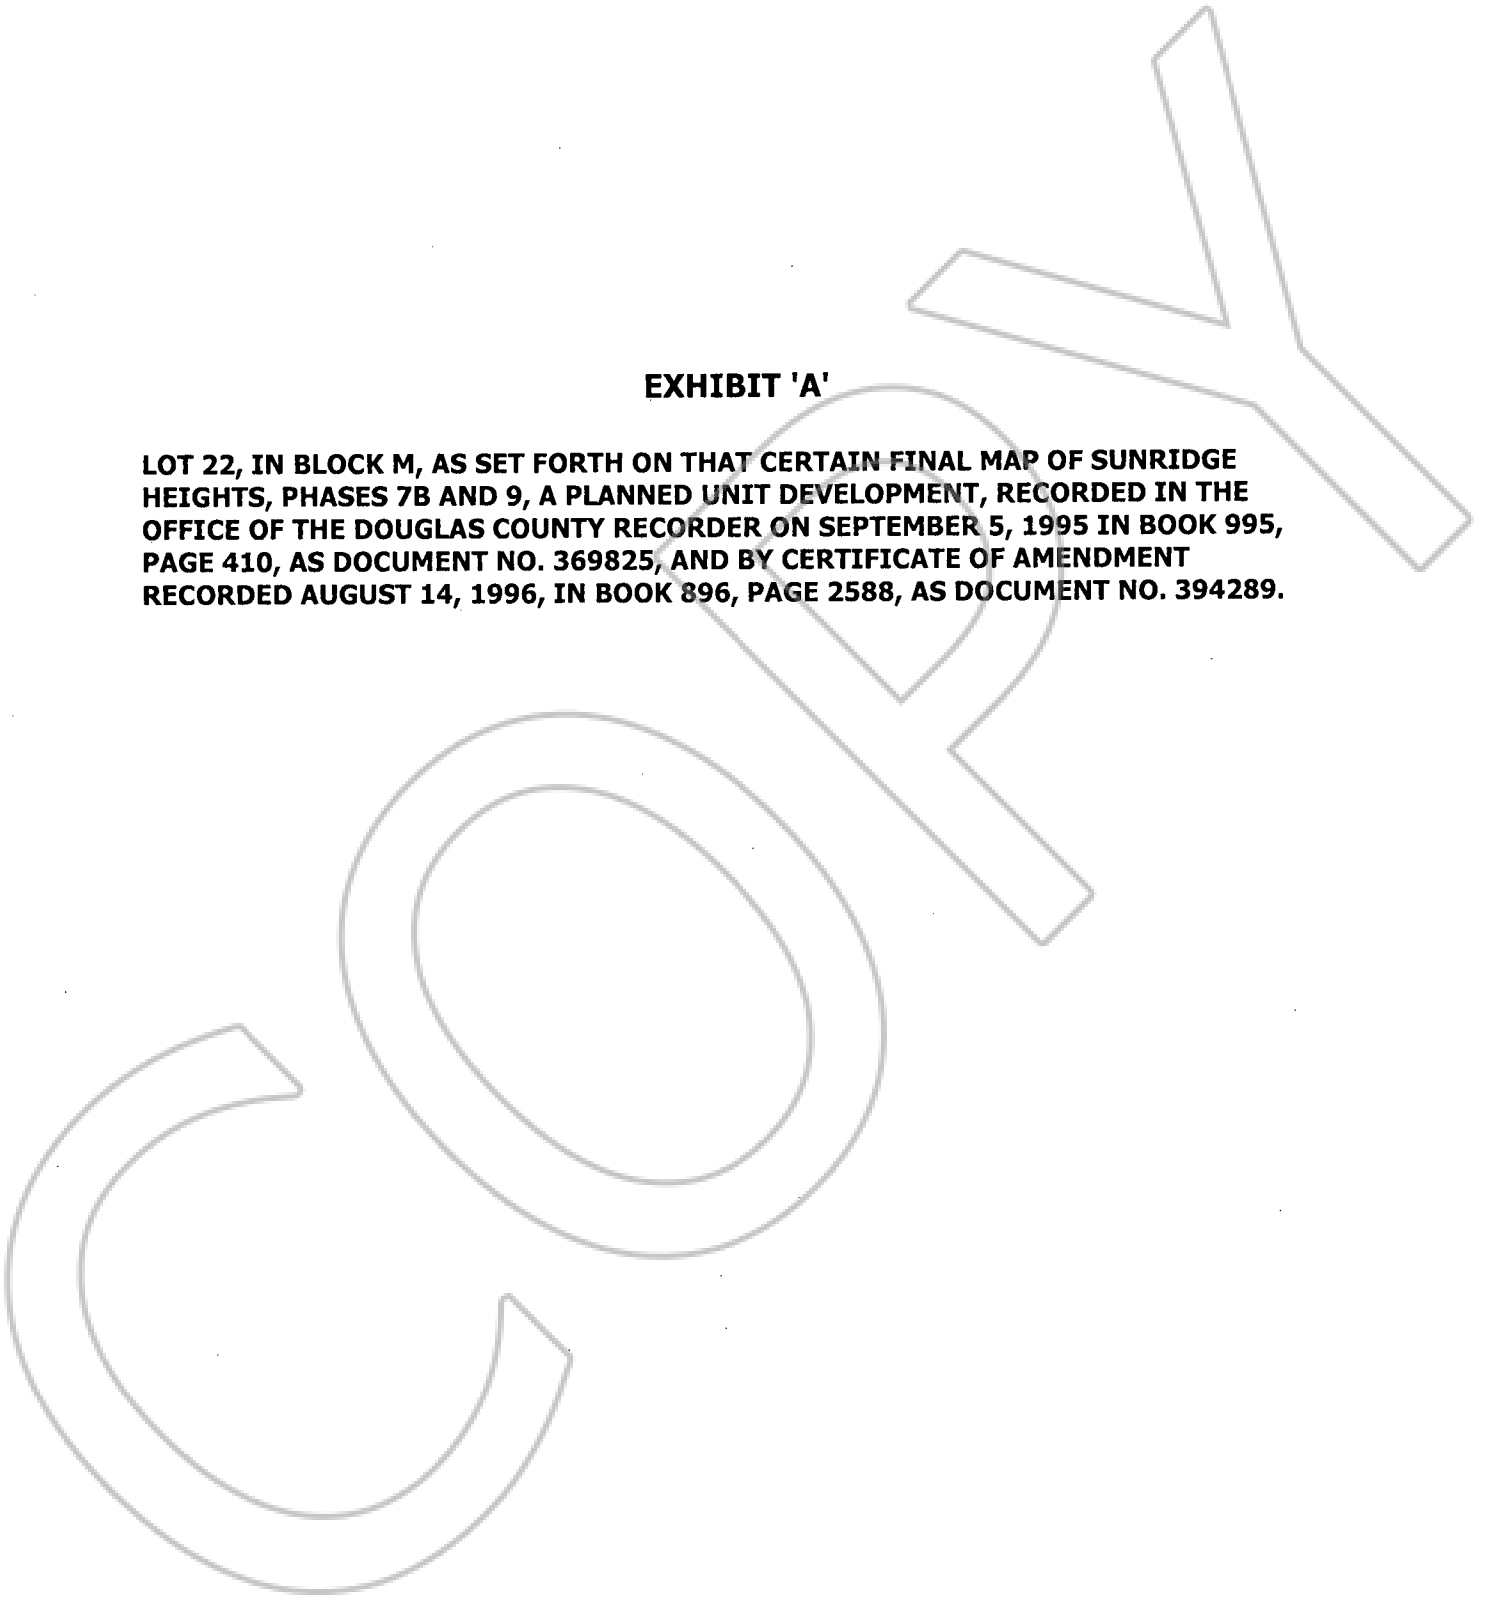 EXHIBIT 'A'
LOT 22, IN BLOCK M, AS SET FORTH ON THAT CERTAIN FINAL MAP OF SUNRIDGE
HEIGHTS, PHASES 7B AND 9, A PLANNED UNIT DEVELOPMENT, RECORDED IN THE
OFFICE OF THE DOUGLAS COUNTY RECORDER ON SEPTEMBER 5, 1995 IN BOOK 995,
PAGE 410, AS DOCUMENT NO. 369825, AND BY CERTIFICATE OF AMENDMENT
RECORDED AUGUST 14, 1996, IN BOOK 896, PAGE 2588, AS DOCUMENT NO. 394289.
COPY